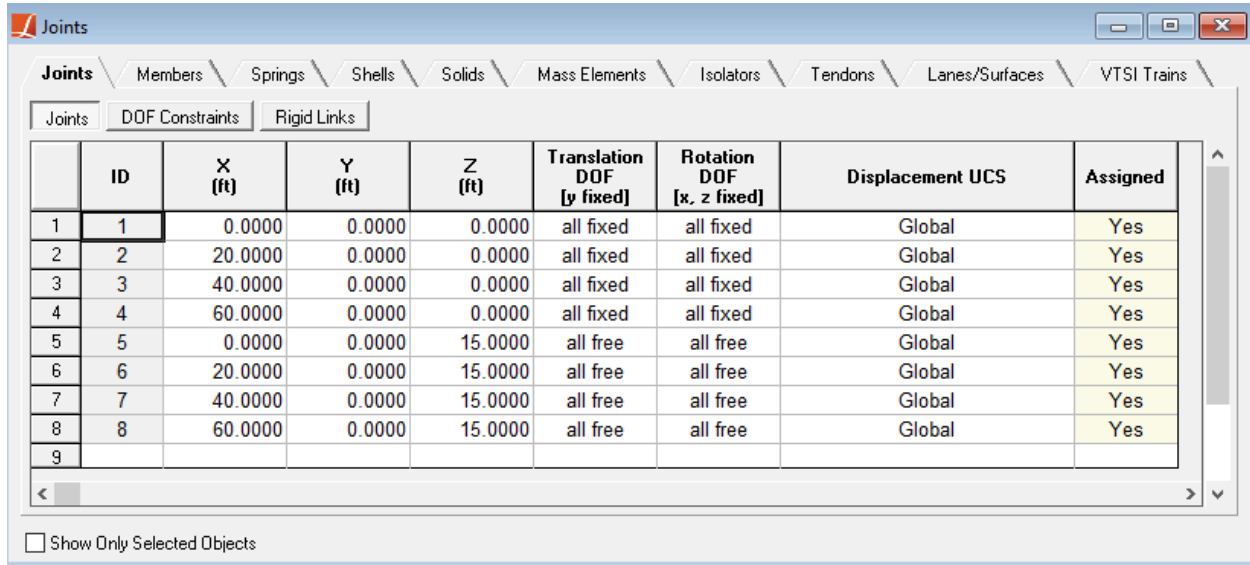 Joints
Joints Members Springs Shells Solids Mass Elements Isolators Tendons Lanes/Surfaces VTSI Trains
Joints DOF Constraints Rigid Links
ID X (ft) Y (ft) Z (ft) Translation DOF [y fixed] Rotation DOF [x, z fixed] Displacement UCS Assigned
1 1 0.0000 0.0000 0.0000 all fixed all fixed Global Yes
2 2 20.0000 0.0000 0.0000 all fixed all fixed Global Yes
3 3 40.0000 0.0000 0.0000 all fixed all fixed Global Yes
4 4 60.0000 0.0000 0.0000 all fixed all fixed Global Yes
5 5 0.0000 0.0000 15.0000 all free all free Global Yes
6 6 20.0000 0.0000 15.0000 all free all free Global Yes
7 7 40.0000 0.0000 15.0000 all free all free Global Yes
8 8 60.0000 0.0000 15.0000 all free all free Global Yes
9
Show Only Selected Objects